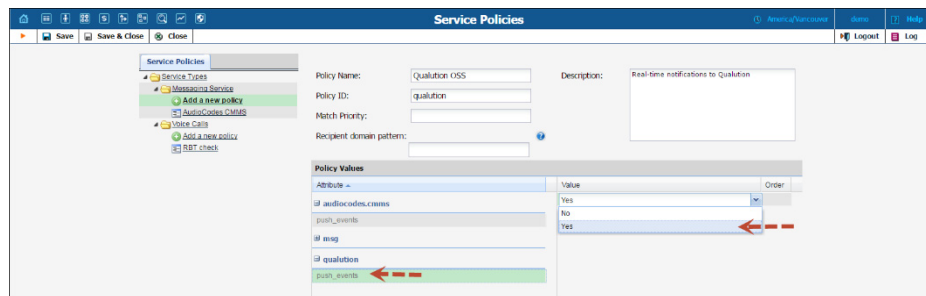 Service Policies
America/Vancouver
demo
[?] Help
Save
Save & Close
Close
Logout
Log
Service Policies
Service Types
Messaging Service
Add a new policy
AudioCodes CMMS
Voice Calls
Add a new policy
RBT check
Policy Name:
Qualution OSS
Description:
Real-time notifications to Qualution
Policy ID:
qualution
Match Priority:
Recipient domain pattern:
Policy Values
Attribute
Value
Order
audiocodes.cmms
Yes
No
push_events
Yes
msg
qualution
push_events